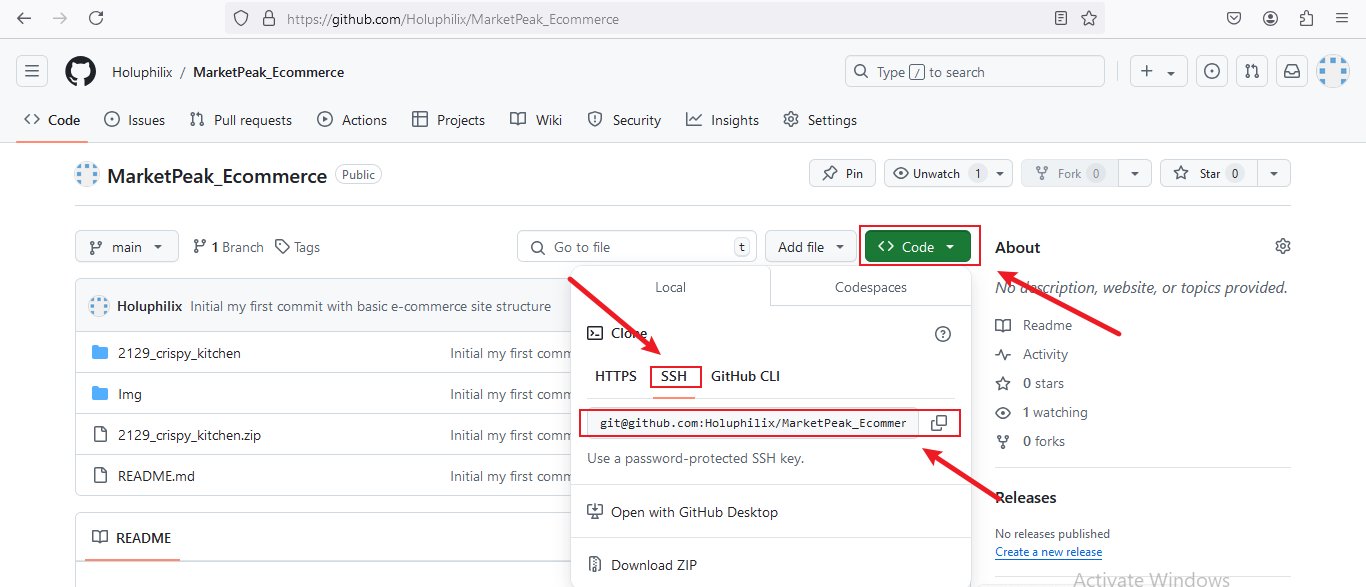 https://github.com/Holuphilix/MarketPeak_Ecommerce
Holuphilix / MarketPeak_Ecommerce
Type / to search
Code Issues Pull requests Actions Projects Wiki Security Insights Settings
MarketPeak_Ecommerce Public
Pin Unwatch 1 Fork 0 Star 0
main 1 Branch Tags
Go to file t Add file Code
About
No description, website, or topics provided.
Local Codespaces
Holuphilix Initial my first commit with basic e-commerce site structure
Clone
Readme
2129_crispy_kitchen Initial my first comm
Activity
HTTPS SSH GitHub CLI
0 stars
Img Initial my first comm
1 watching
git@github.com:Holuphilix/MarketPeak_Ecommer
2129_crispy_kitchen.zip Initial my first comm
0 forks
Use a password-protected SSH key.
README.md Initial my first comm
Releases
Open with GitHub Desktop
No releases published
README
Create a new release
Download ZIP
Activate Windows